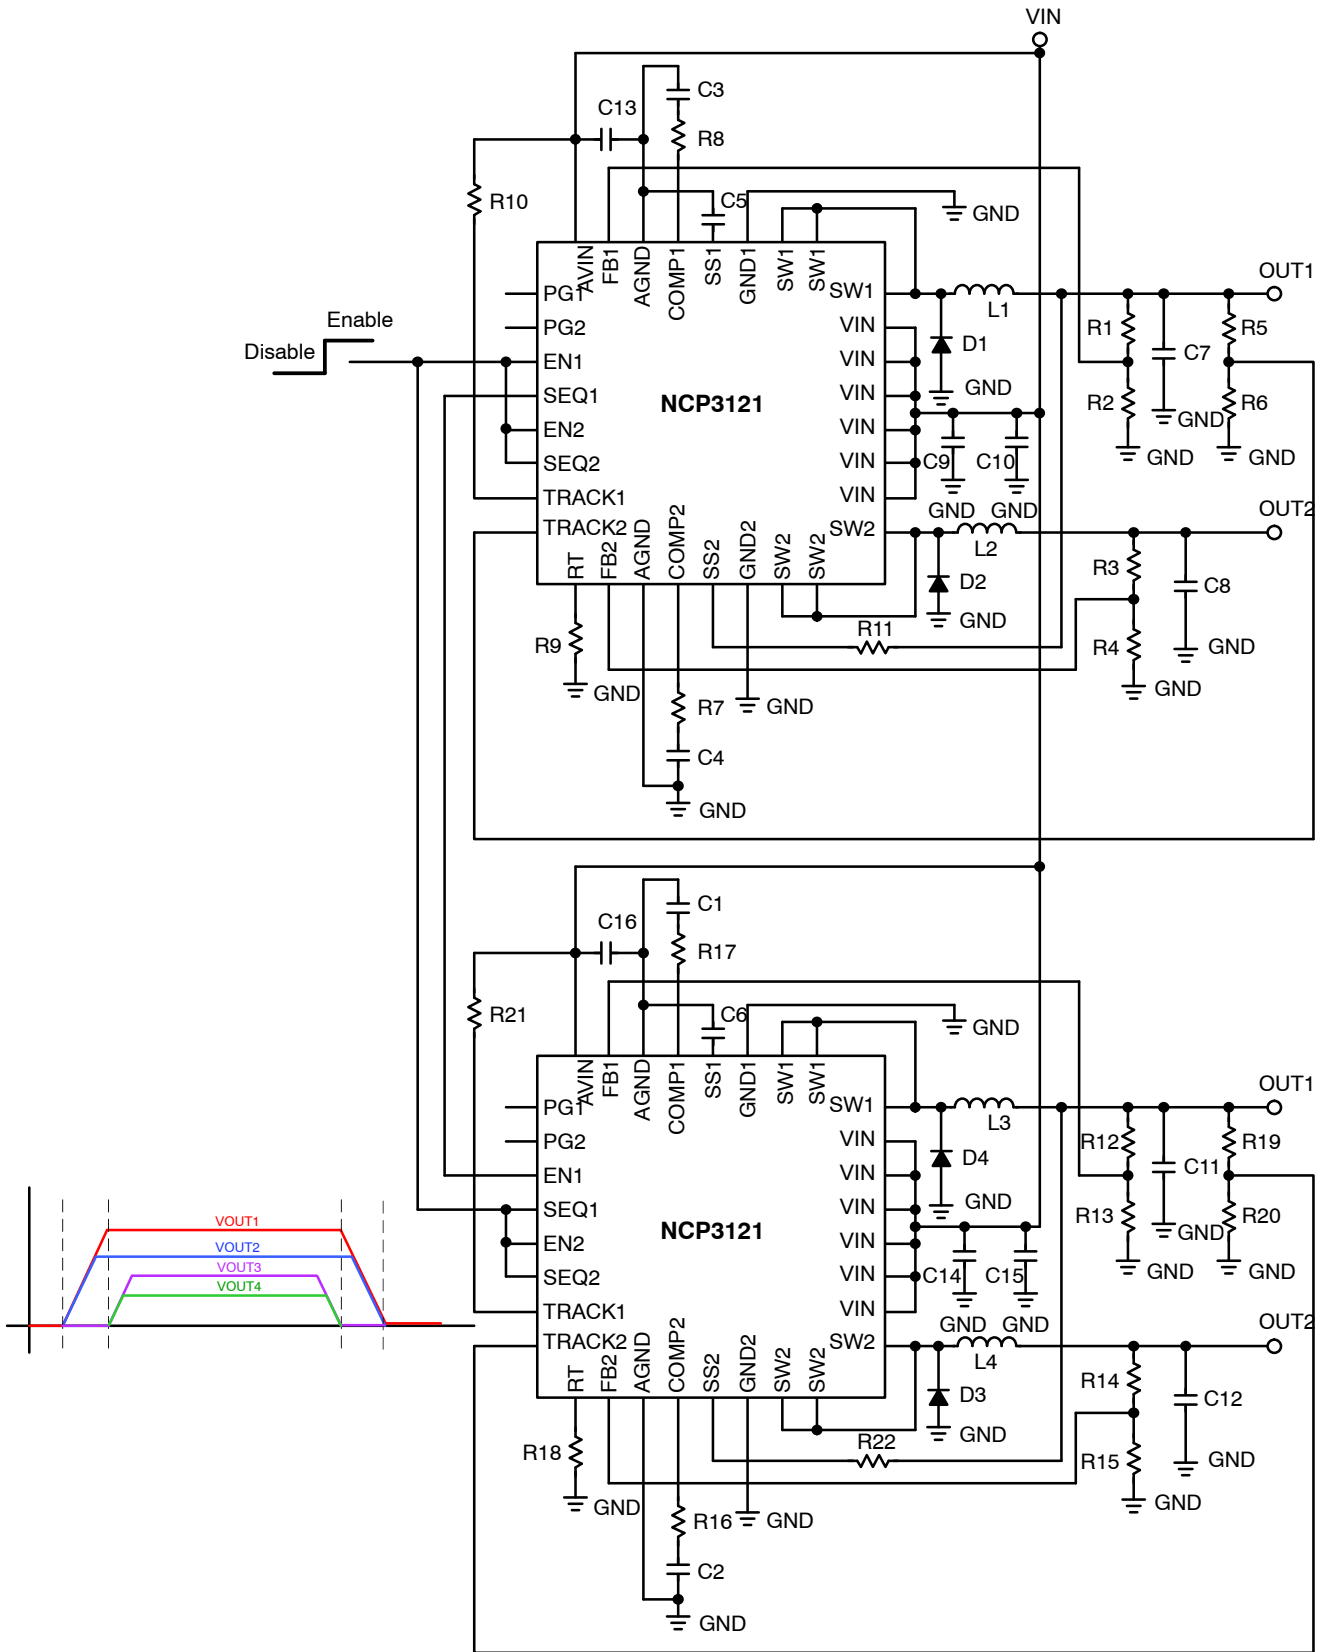 VIN
C3
C13
R8
R10
C5
GND
AVIN
FB1
AGND
COMP1
SS1
GND1
SW1
SW1
PG1
SW1
L1
OUT1
Enable
Disable
PG2
VIN
D1
R1
C7
R5
EN1
VIN
GND
SEQ1
NCP3121
VIN
R2
GND
R6
EN2
VIN
GND
GND
SEQ2
VIN
C9
C10
TRACK1
VIN
GND
GND
OUT2
TRACK2
SW2
L2
RT
FB2
AGND
COMP2
SS2
GND2
SW2
SW2
D2
R3
C8
GND
R9
R11
R4
GND
GND
R7
GND
GND
C4
GND
C1
C16
R17
R21
C6
GND
AVIN
FB1
AGND
COMP1
SS1
GND1
SW1
SW1
PG1
SW1
L3
OUT1
PG2
VIN
D4
R12
C11
R19
EN1
VIN
GND
SEQ1
NCP3121
VIN
R13
GND
R20
EN2
VIN
GND
GND
SEQ2
VIN
C14
C15
TRACK1
VIN
GND
GND
OUT2
TRACK2
SW2
L4
VOUT1
VOUT2
VOUT3
VOUT4
RT
FB2
AGND
COMP2
SS2
GND2
SW2
SW2
D3
R14
C12
GND
R18
R22
R15
GND
GND
R16
GND
GND
C2
GND